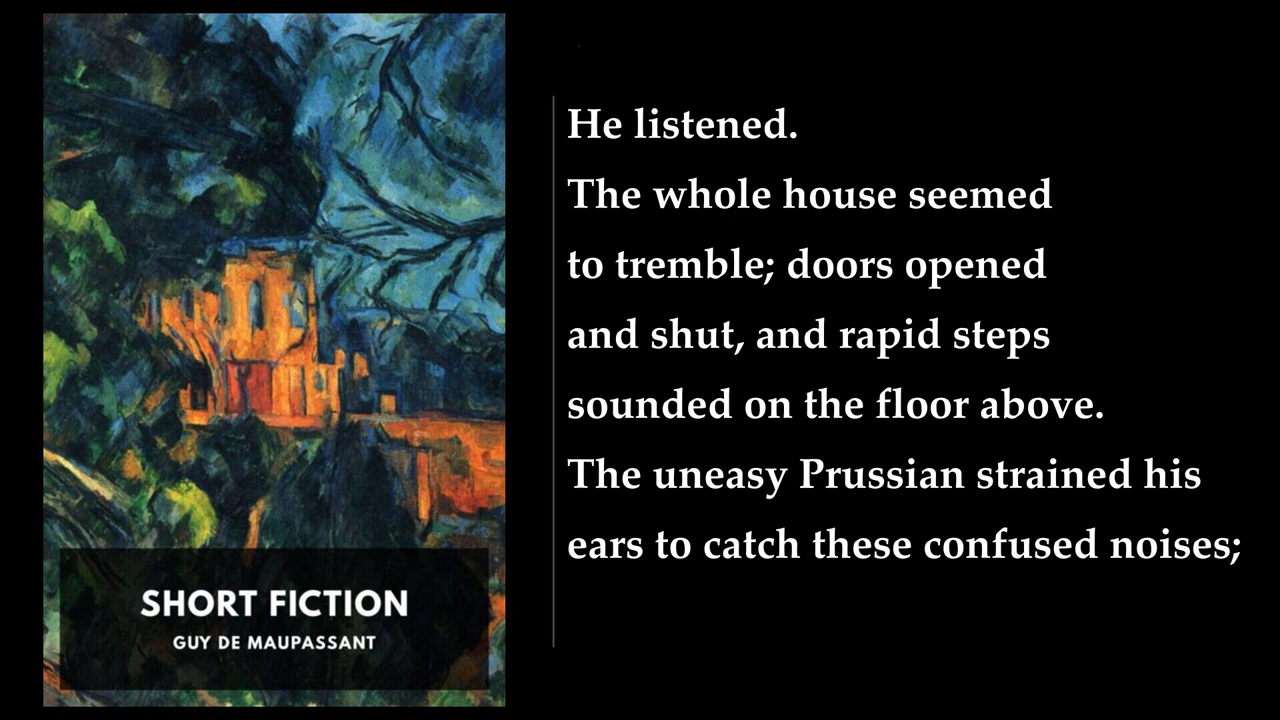 SHORT FICTION
GUY DE MAUPASSANT
He listened.
The whole house seemed
to tremble; doors opened
and shut, and rapid steps
sounded on the floor above.
The uneasy Prussian strained his
ears to catch these confused noises;